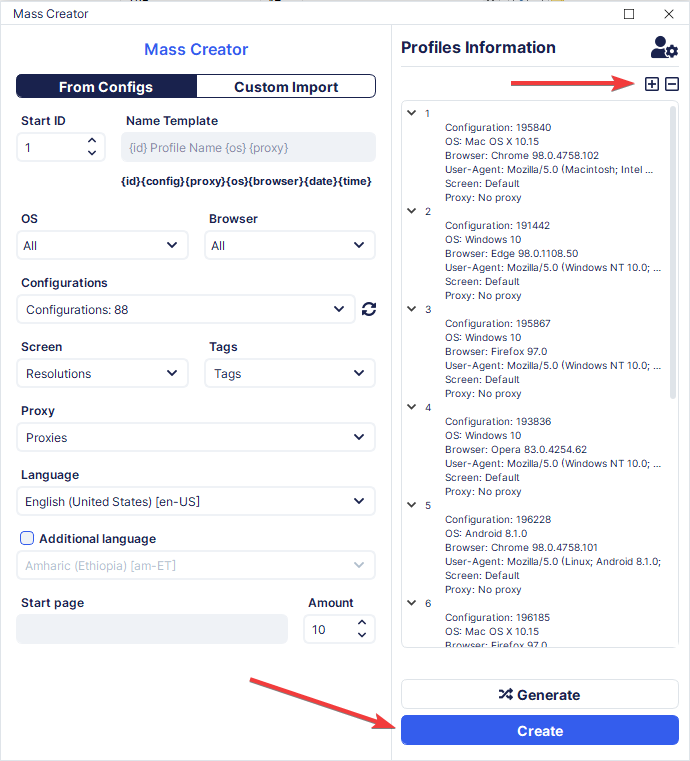 Mass Creator
Mass Creator
From Configs
Custom Import
Start ID
Name Template
1
{id} Profile Name {os} {proxy}
{id}{config}{proxy}{os}{browser}{date}{time}
OS
Browser
All
All
Configurations
Configurations: 88
Screen
Tags
Resolutions
Tags
Proxy
Proxies
Language
English (United States) [en-US]
Additional language
Amharic (Ethiopia) [am-ET]
Start page
Amount
10
Profiles Information
1
Configuration: 195840
OS: Mac OS X 10.15
Browser: Chrome 98.0.4758.102
User-Agent: Mozilla/5.0 (Macintosh; Intel ...
Screen: Default
Proxy: No proxy
2
Configuration: 191442
OS: Windows 10
Browser: Edge 98.0.1108.50
User-Agent: Mozilla/5.0 (Windows NT 10.0; ...
Screen: Default
Proxy: No proxy
3
Configuration: 195867
OS: Windows 10
Browser: Firefox 97.0
User-Agent: Mozilla/5.0 (Windows NT 10.0; ...
Screen: Default
Proxy: No proxy
4
Configuration: 193836
OS: Windows 10
Browser: Opera 83.0.4254.62
User-Agent: Mozilla/5.0 (Windows NT 10.0; ...
Screen: Default
Proxy: No proxy
5
Configuration: 196228
OS: Android 8.1.0
Browser: Chrome 98.0.4758.101
User-Agent: Mozilla/5.0 (Linux; Android 8.1.0;
Screen: Default
Proxy: No proxy
6
Configuration: 196185
OS: Mac OS X 10.15
Browser: Firefox 97.0
Generate
Create